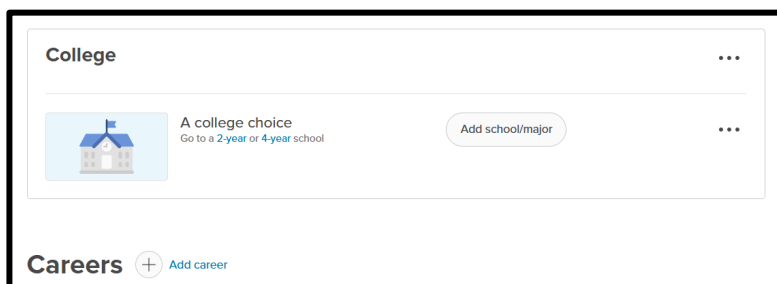 College
A college choice
Go to a 2-year or 4-year school
Add school/major
Careers
Add career